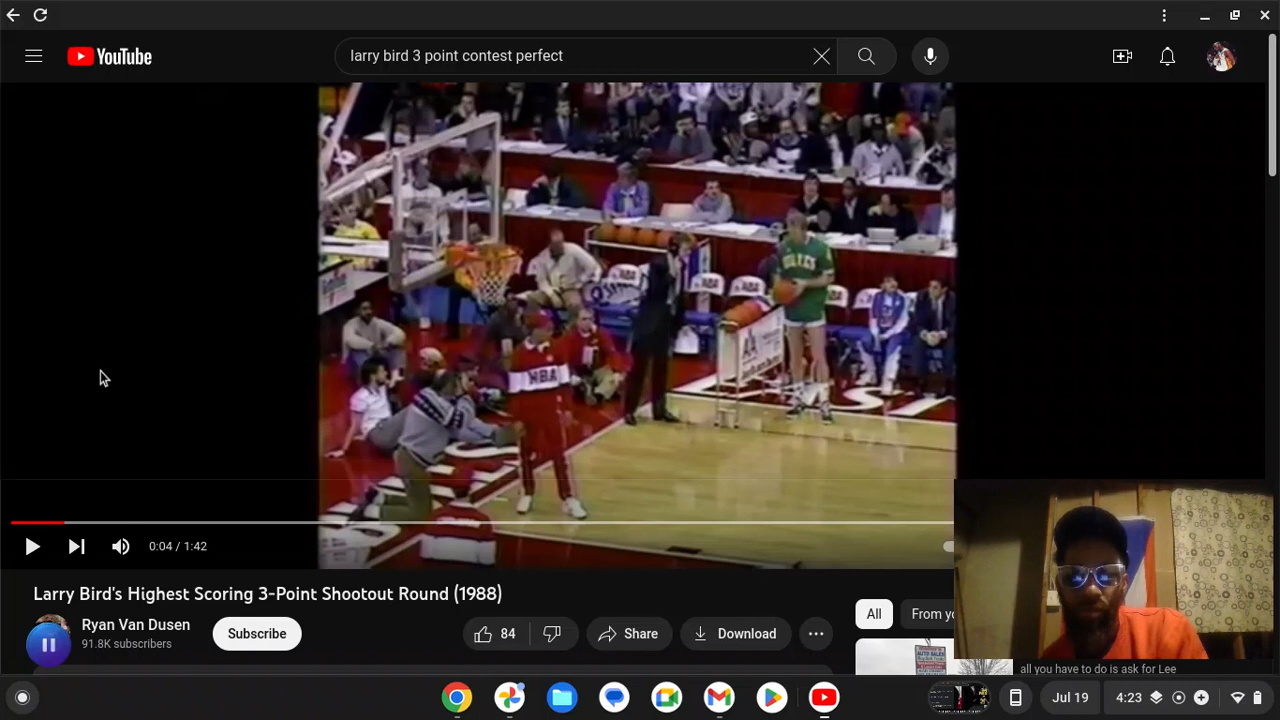 YouTube
larry bird 3 point contest perfect
NBA
0:04 / 1:42
Larry Bird's Highest Scoring 3-Point Shootout Round (1988)
Ryan Van Dusen
91.8K subscribers
Subscribe
84
Share
Download
All
From yo
all you have to do is ask for Lee
Jul 19
4:23